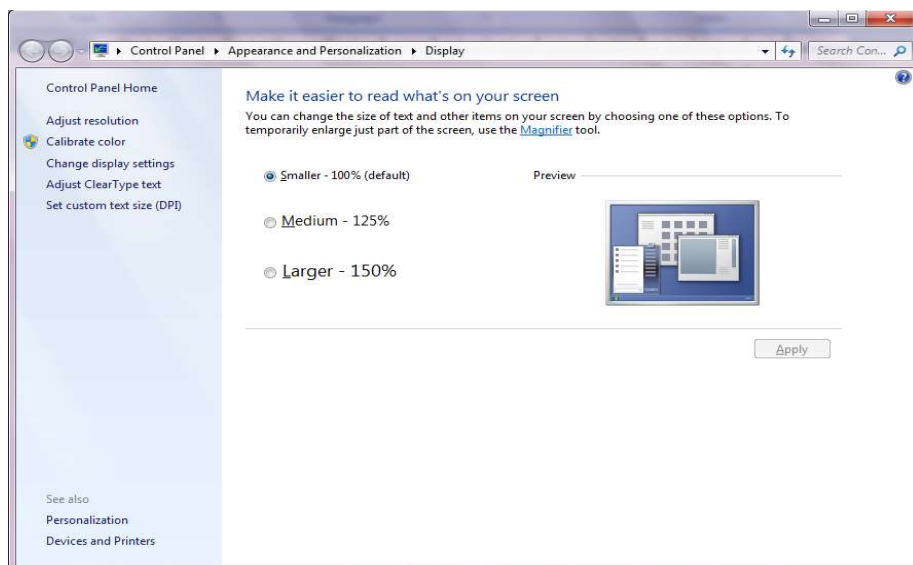 Control Panel ▸ Appearance and Personalization ▸ Display
Search Con...
Control Panel Home
Adjust resolution
Calibrate color
Change display settings
Adjust ClearType text
Set custom text size (DPI)
See also
Personalization
Devices and Printers
Make it easier to read what's on your screen
You can change the size of text and other items on your screen by choosing one of these options. To
temporarily enlarge just part of the screen, use the Magnifier tool.
Smaller - 100% (default)
Preview
Medium - 125%
Larger - 150%
Apply